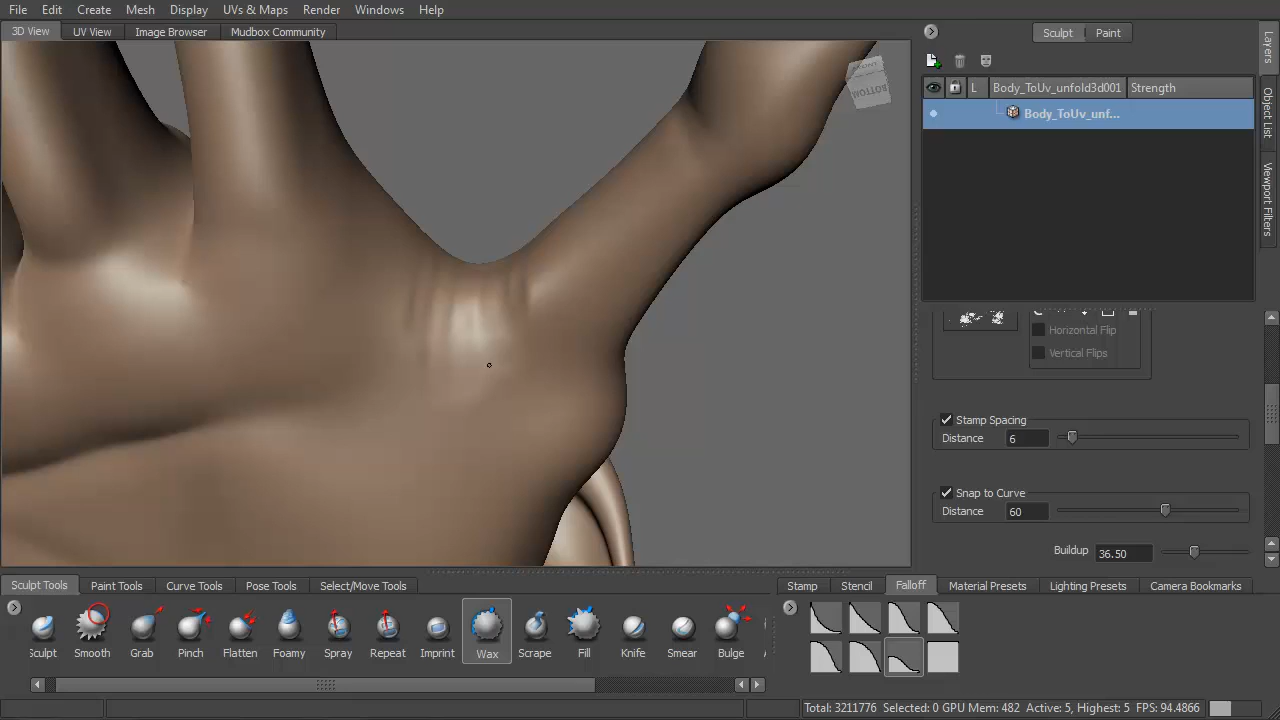 File Edit Create Mesh Display UVs & Maps Render Windows Help
3D View UV View Image Browser Mudbox Community
Sculpt Paint
Layers
Object List
Viewport Filters
L Body_ToUv_unfold3d001 Strength
Body_ToUv_unf...
FRONT
BOTTOM
Horizontal Flip
Vertical Flips
Stamp Spacing
Distance 6
Snap to Curve
Distance 60
Buildup 36.50
Sculpt Tools Paint Tools Curve Tools Pose Tools Select/Move Tools
Stamp Stencil Falloff Material Presets Lighting Presets Camera Bookmarks
Sculpt Smooth Grab Pinch Flatten Foamy Spray Repeat Imprint Wax Scrape Fill Knife Smear Bulge
Total: 3211776 Selected: 0 GPU Mem: 482 Active: 5, Highest: 5 FPS: 94.4866